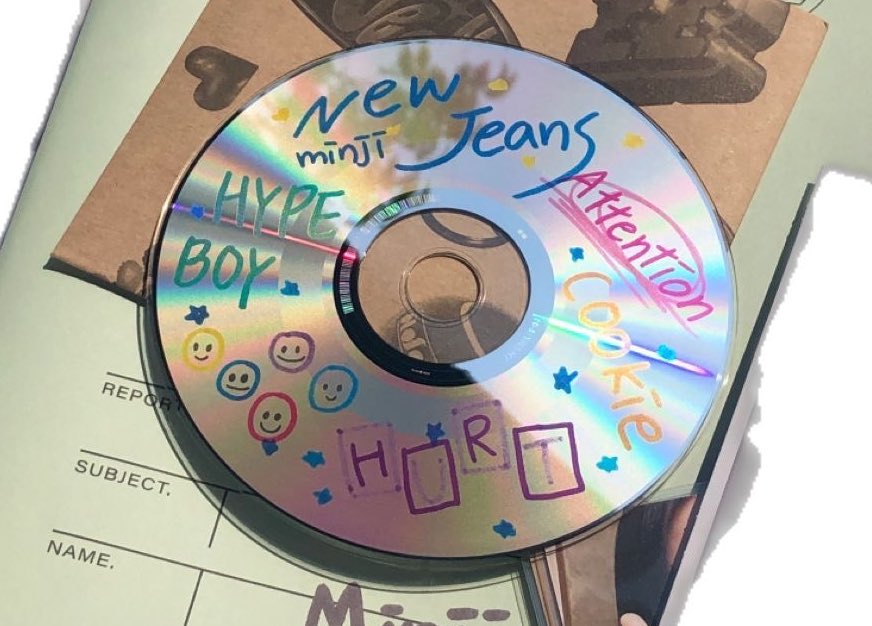 New
Jeans
minji
HYPE
BOY
Attention
COOKie
HURT
REPORT
SUBJECT.
NAME.